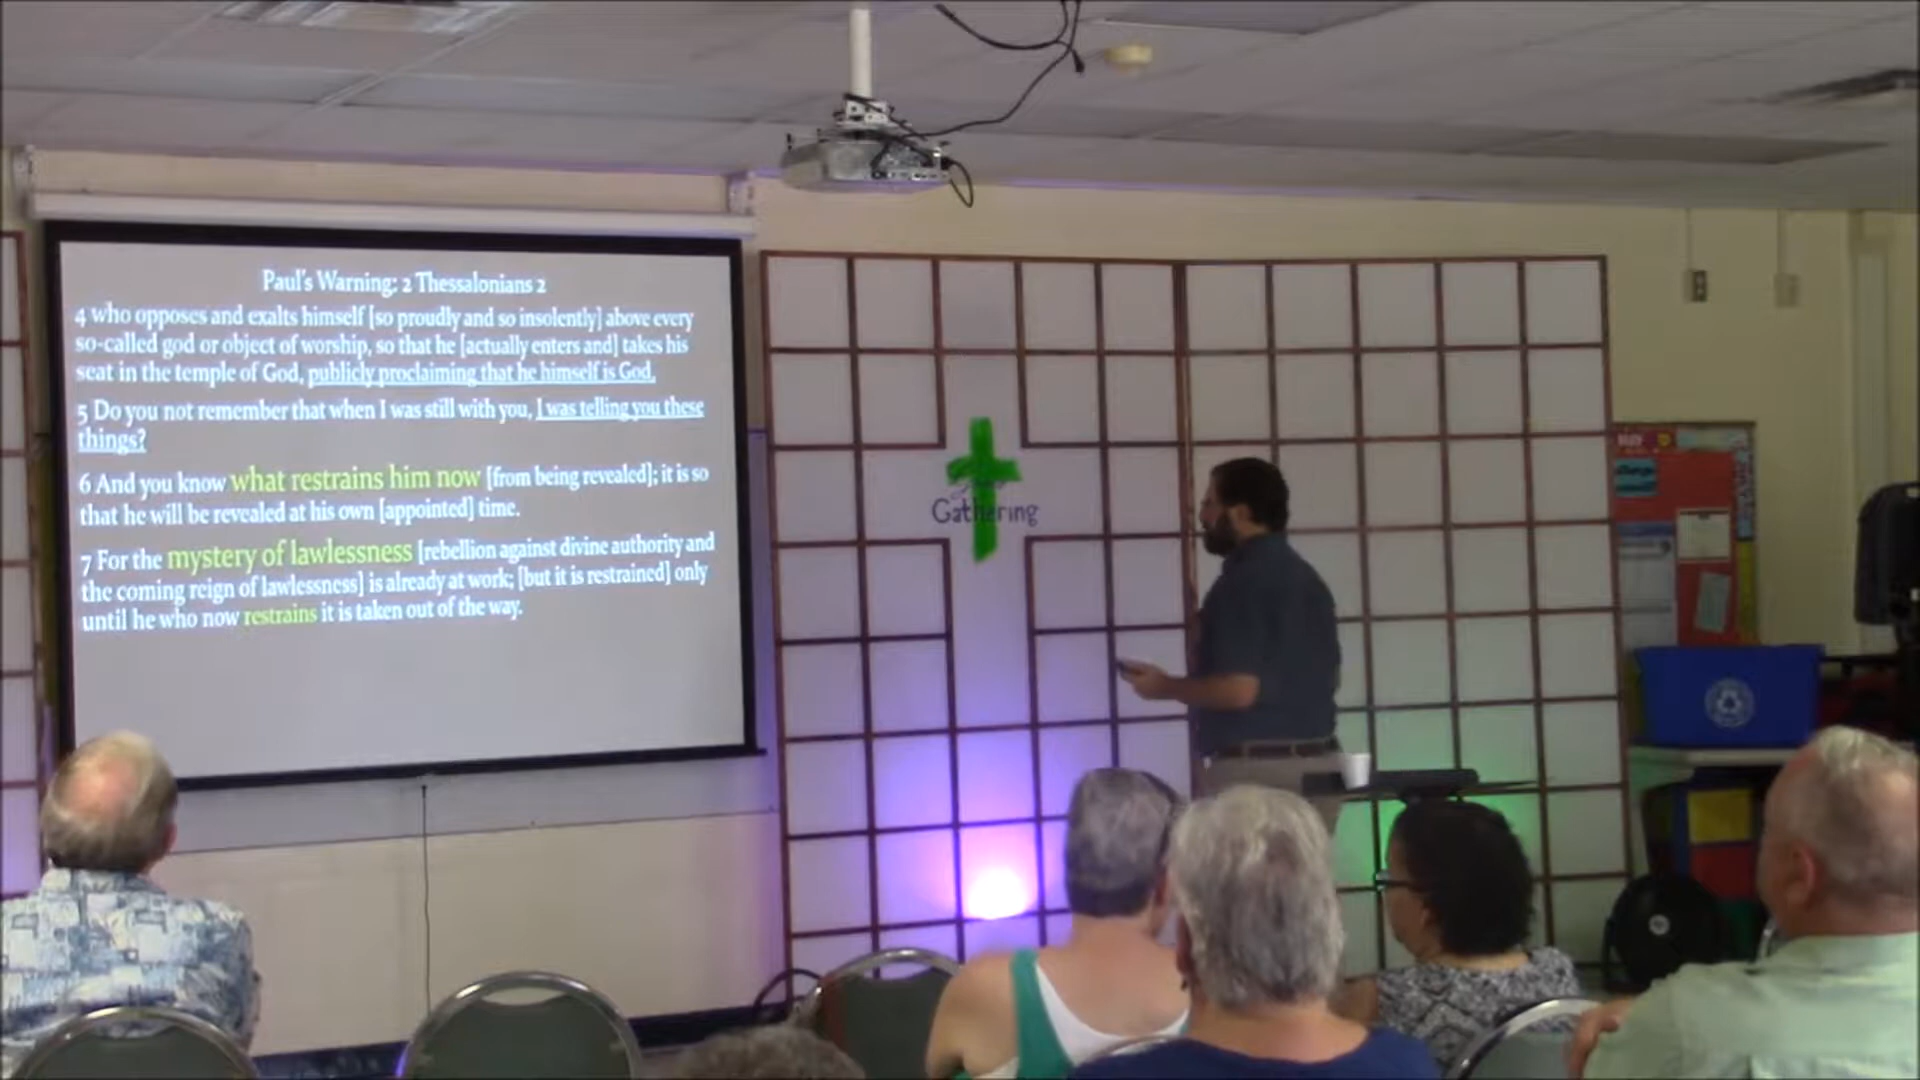 Paul's Warning: 2 Thessalonians 2
4 who opposes and exalts himself [so proudly and so insolently] above every
so-called god or object of worship, so that he [actually enters and] takes his
seat in the temple of God, publicly proclaiming that he himself is God.
5 Do you not remember that when I was still with you, I was telling you these
things?
6 And you know what restrains him now [from being revealed]; it is so
that he will be revealed at his own [appointed] time.
7 For the mystery of lawlessness [rebellion against divine authority and
the coming reign of lawlessness] is already at work; [but it is restrained] only
until he who now restrains it is taken out of the way.
Gathering